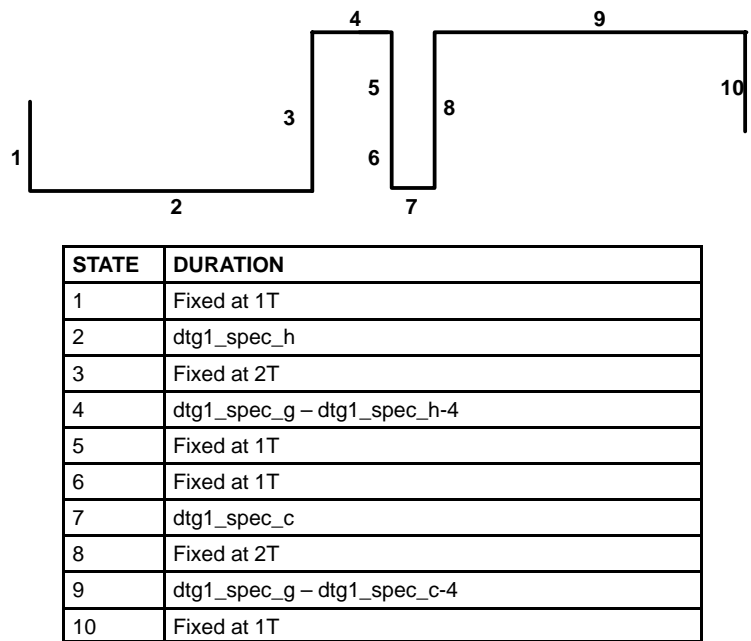 4
9
5
10
3
8
1
6
2
7
STATE DURATION
1 Fixed at 1T
2 dtg1_spec_h
3 Fixed at 2T
4 dtg1_spec_g – dtg1_spec_h-4
5 Fixed at 1T
6 Fixed at 1T
7 dtg1_spec_c
8 Fixed at 2T
9 dtg1_spec_g – dtg1_spec_c-4
10 Fixed at 1T